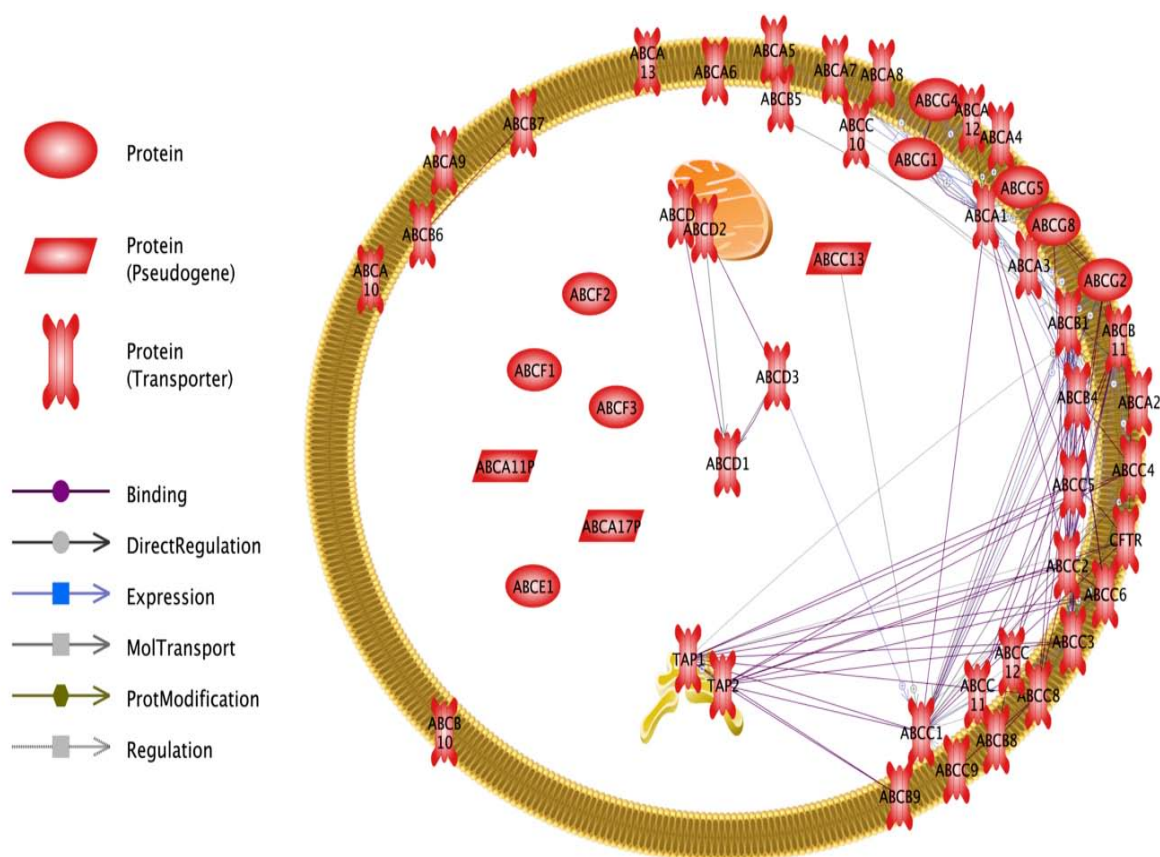 Protein
Protein
(Pseudogene)
Protein
(Transporter)
Binding
DirectRegulation
Expression
MolTransport
ProtModification
Regulation
ABCA
13
ABCA6
ABCA5
ABCB5
ABCA7
ABCA8
ABCC
10
ABCG4
ABCG1
ABCA
12
ABCA4
ABCG5
ABCA1
ABCG8
ABCA3
ABCG2
ABCB1
ABCB
11
ABCB4
ABCA2
ABCC4
ABCC5
CFTR
ABCC2
ABCC6
ABCC3
ABCC
12
ABCC
11
ABCC8
ABCC1
ABCB8
ABCC9
ABCB9
ABCB7
ABCA9
ABCB6
ABCA
10
ABCD
ABCD2
ABCC13
ABCF2
ABCF1
ABCF3
ABCD3
ABCD1
ABCA11P
ABCA17P
ABCE1
TAP1
TAP2
ABCB
10